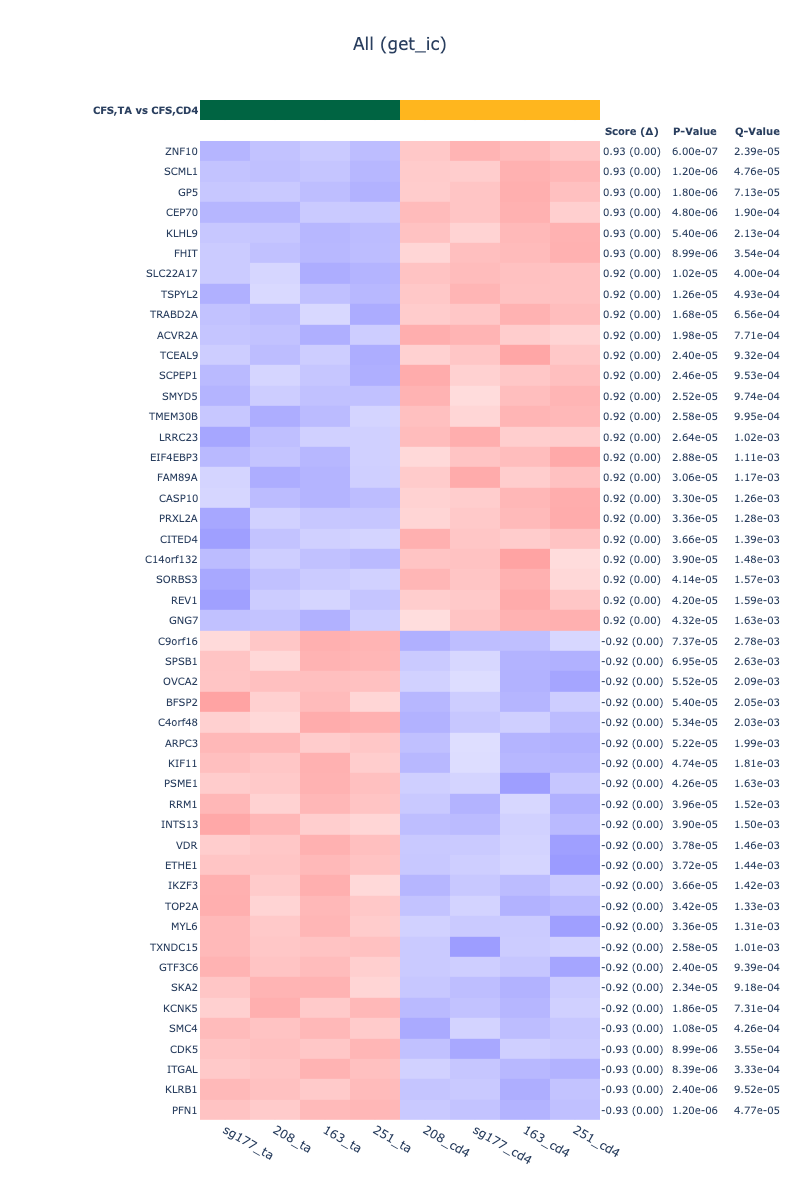 All (get_ic)
CFS,TA vs CFS,CD4
Score (Δ) P-Value Q-Value
ZNF10 0.93 (0.00) 6.00e-07 2.39e-05
SCML1 0.93 (0.00) 1.20e-06 4.76e-05
GP5 0.93 (0.00) 1.80e-06 7.13e-05
CEP70 0.93 (0.00) 4.80e-06 1.90e-04
KLHL9 0.93 (0.00) 5.40e-06 2.13e-04
FHIT 0.93 (0.00) 8.99e-06 3.54e-04
SLC22A17 0.92 (0.00) 1.02e-05 4.00e-04
TSPYL2 0.92 (0.00) 1.26e-05 4.93e-04
TRABD2A 0.92 (0.00) 1.68e-05 6.56e-04
ACVR2A 0.92 (0.00) 1.98e-05 7.71e-04
TCEAL9 0.92 (0.00) 2.40e-05 9.32e-04
SCPEP1 0.92 (0.00) 2.46e-05 9.53e-04
SMYD5 0.92 (0.00) 2.52e-05 9.74e-04
TMEM30B 0.92 (0.00) 2.58e-05 9.95e-04
LRRC23 0.92 (0.00) 2.64e-05 1.02e-03
EIF4EBP3 0.92 (0.00) 2.88e-05 1.11e-03
FAM89A 0.92 (0.00) 3.06e-05 1.17e-03
CASP10 0.92 (0.00) 3.30e-05 1.26e-03
PRXL2A 0.92 (0.00) 3.36e-05 1.28e-03
CITED4 0.92 (0.00) 3.66e-05 1.39e-03
C14orf132 0.92 (0.00) 3.90e-05 1.48e-03
SORBS3 0.92 (0.00) 4.14e-05 1.57e-03
REV1 0.92 (0.00) 4.20e-05 1.59e-03
GNG7 0.92 (0.00) 4.32e-05 1.63e-03
C9orf16 -0.92 (0.00) 7.37e-05 2.78e-03
SPSB1 -0.92 (0.00) 6.95e-05 2.63e-03
OVCA2 -0.92 (0.00) 5.52e-05 2.09e-03
BFSP2 -0.92 (0.00) 5.40e-05 2.05e-03
C4orf48 -0.92 (0.00) 5.34e-05 2.03e-03
ARPC3 -0.92 (0.00) 5.22e-05 1.99e-03
KIF11 -0.92 (0.00) 4.74e-05 1.81e-03
PSME1 -0.92 (0.00) 4.26e-05 1.63e-03
RRM1 -0.92 (0.00) 3.96e-05 1.52e-03
INTS13 -0.92 (0.00) 3.90e-05 1.50e-03
VDR -0.92 (0.00) 3.78e-05 1.46e-03
ETHE1 -0.92 (0.00) 3.72e-05 1.44e-03
IKZF3 -0.92 (0.00) 3.66e-05 1.42e-03
TOP2A -0.92 (0.00) 3.42e-05 1.33e-03
MYL6 -0.92 (0.00) 3.36e-05 1.31e-03
TXNDC15 -0.92 (0.00) 2.58e-05 1.01e-03
GTF3C6 -0.92 (0.00) 2.40e-05 9.39e-04
SKA2 -0.92 (0.00) 2.34e-05 9.18e-04
KCNK5 -0.92 (0.00) 1.86e-05 7.31e-04
SMC4 -0.93 (0.00) 1.08e-05 4.26e-04
CDK5 -0.93 (0.00) 8.99e-06 3.55e-04
ITGAL -0.93 (0.00) 8.39e-06 3.33e-04
KLRB1 -0.93 (0.00) 2.40e-06 9.52e-05
PFN1 -0.93 (0.00) 1.20e-06 4.77e-05
sg177_ta 208_ta 163_ta 251_ta 208_cd4 sg177_cd4 163_cd4 251_cd4